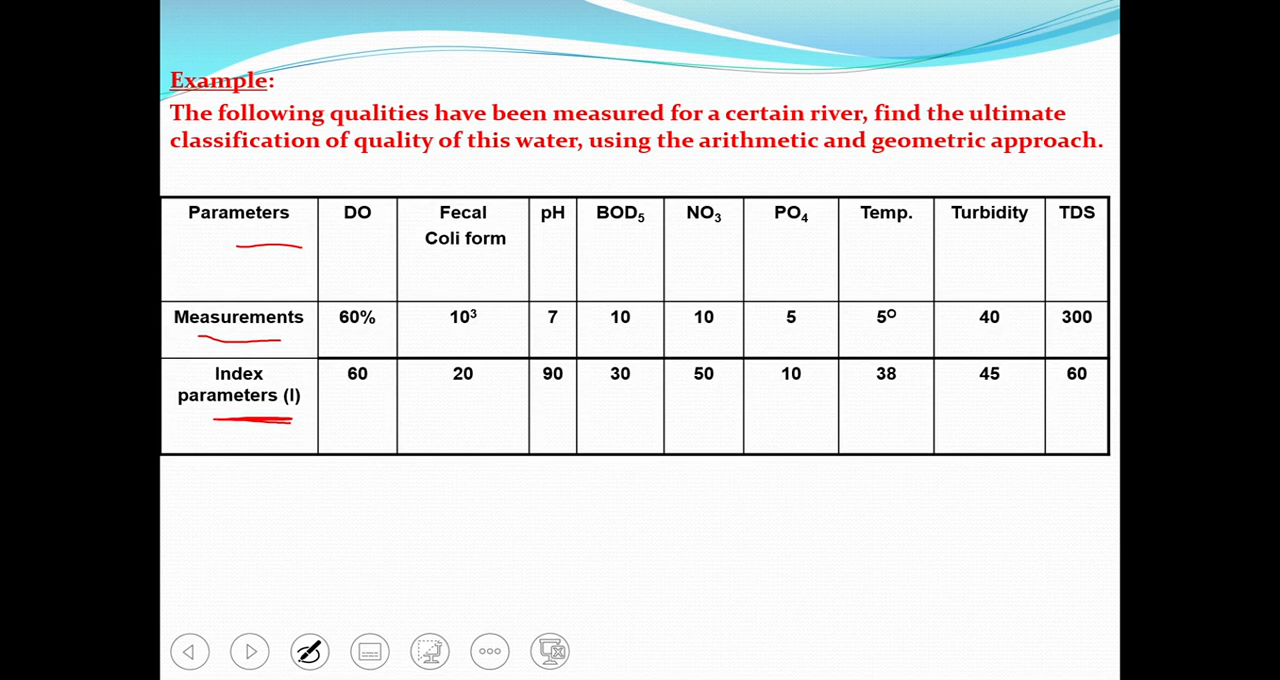 Example:
The following qualities have been measured for a certain river, find the ultimate
classification of quality of this water, using the arithmetic and geometric approach.
Parameters DO Fecal Coli form pH BOD₅ NO₃ PO₄ Temp. Turbidity TDS
Measurements 60% 10³ 7 10 10 5 5⁰ 40 300
Index parameters (I) 60 20 90 30 50 10 38 45 60